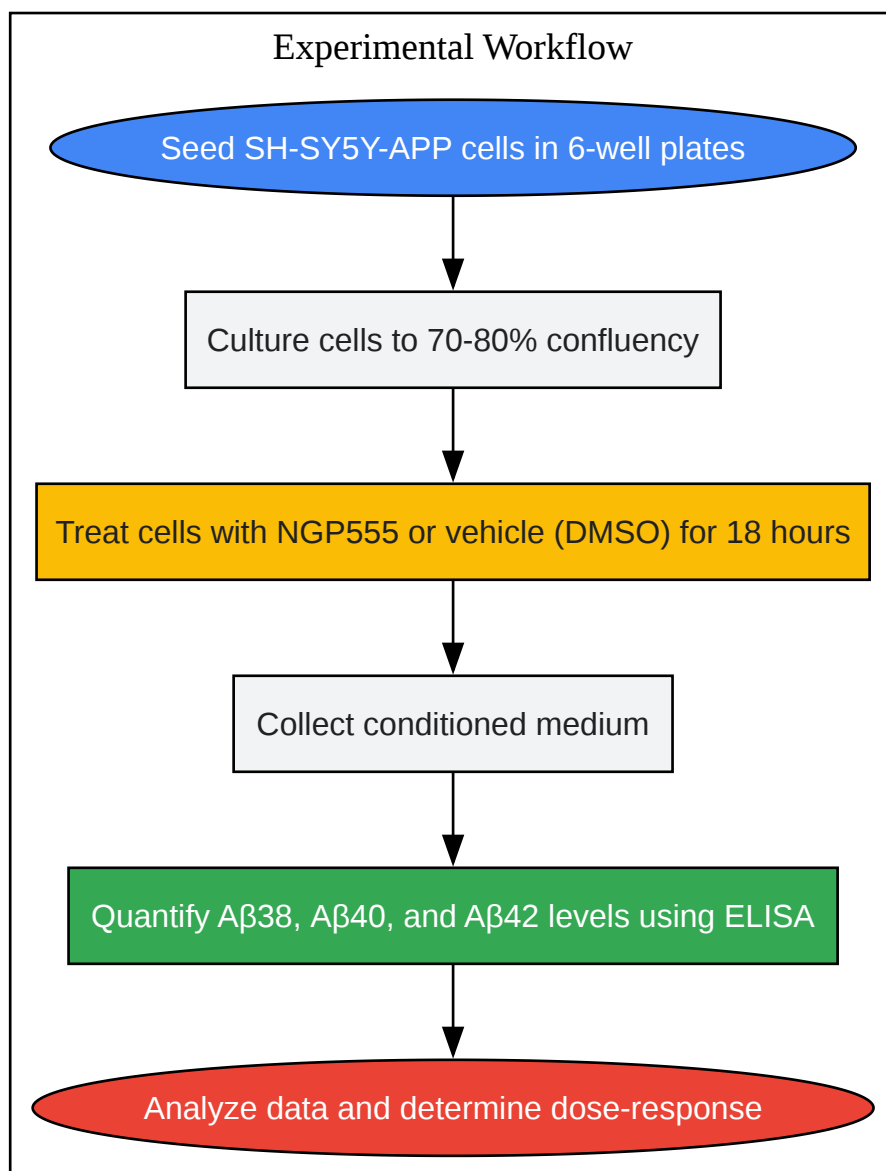 Experimental Workflow
Seed SH-SY5Y-APP cells in 6-well plates
Culture cells to 70-80% confluency
Treat cells with NGP555 or vehicle (DMSO) for 18 hours
Collect conditioned medium
Quantify Aβ38, Aβ40, and Aβ42 levels using ELISA
Analyze data and determine dose-response